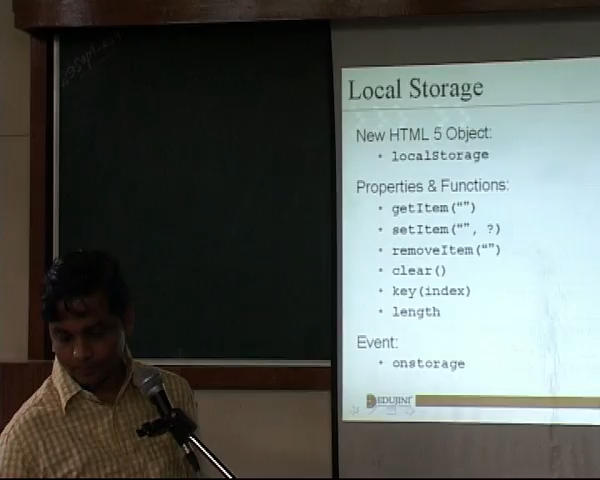 Local Storage
New HTML 5 Object:
• localStorage
Properties & Functions:
• getItem("")
• setItem("", ?)
• removeItem("")
• clear()
• key(index)
• length
Event:
• onstorage
EDUJINI